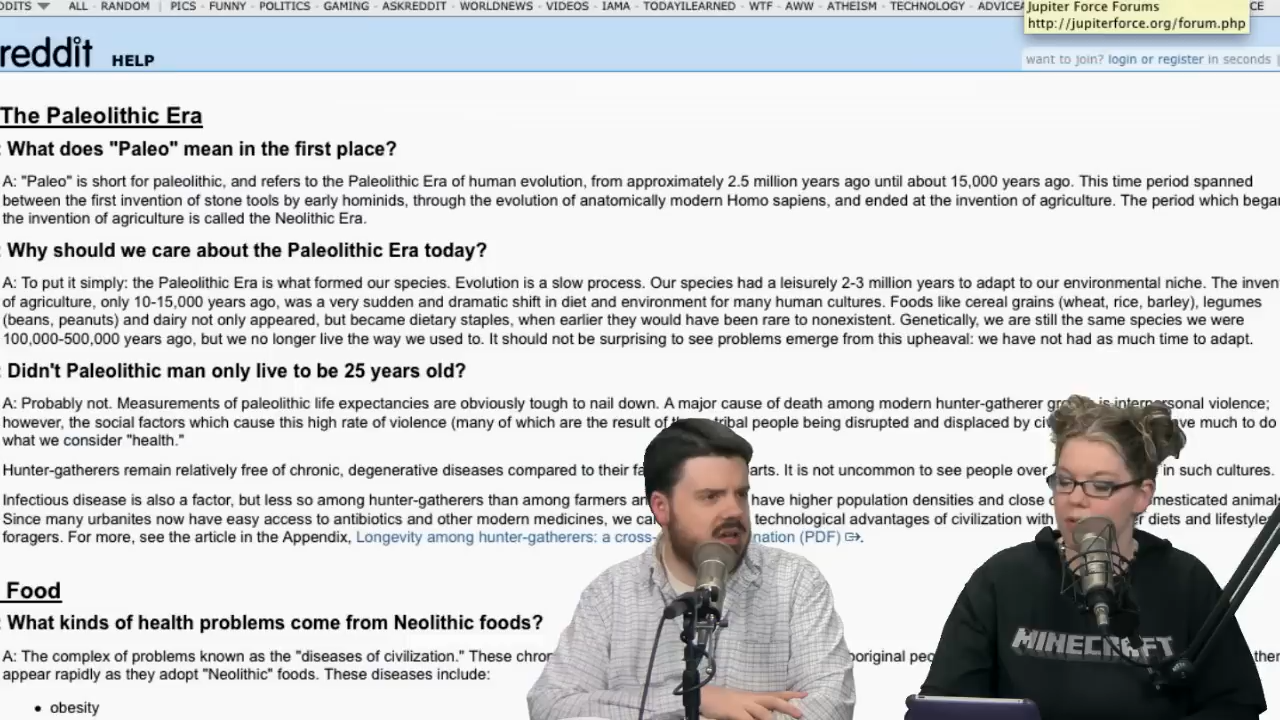 DDITS ALL - RANDOM | PICS - FUNNY - POLITICS - GAMING - ASKREDDIT - WORLDNEWS - VIDEOS - IAMA - TODAYILEARNED - WTF - AWW - ATHEISM - TECHNOLOGY - ADVICEA CE
Jupiter Force Forums
http://jupiterforce.org/forum.php
reddit HELP
want to join? login or register in seconds |
The Paleolithic Era
: What does "Paleo" mean in the first place?
A: "Paleo" is short for paleolithic, and refers to the Paleolithic Era of human evolution, from approximately 2.5 million years ago until about 15,000 years ago. This time period spanned
between the first invention of stone tools by early hominids, through the evolution of anatomically modern Homo sapiens, and ended at the invention of agriculture. The period which began
the invention of agriculture is called the Neolithic Era.
: Why should we care about the Paleolithic Era today?
A: To put it simply: the Paleolithic Era is what formed our species. Evolution is a slow process. Our species had a leisurely 2-3 million years to adapt to our environmental niche. The inven
of agriculture, only 10-15,000 years ago, was a very sudden and dramatic shift in diet and environment for many human cultures. Foods like cereal grains (wheat, rice, barley), legumes
(beans, peanuts) and dairy not only appeared, but became dietary staples, when earlier they would have been rare to nonexistent. Genetically, we are still the same species we were
100,000-500,000 years ago, but we no longer live the way we used to. It should not be surprising to see problems emerge from this upheaval: we have not had as much time to adapt.
: Didn't Paleolithic man only live to be 25 years old?
A: Probably not. Measurements of paleolithic life expectancies are obviously tough to nail down. A major cause of death among modern hunter-gatherer is interpersonal violence;
however, the social factors which cause this high rate of violence (many of which are the result of tribal people being disrupted and displaced by have much to do
what we consider "health."
Hunter-gatherers remain relatively free of chronic, degenerative diseases compared to their It is not uncommon to see people over in such cultures.
Infectious disease is also a factor, but less so among hunter-gatherers than among farmers have higher population densities and close domesticated animal
Since many urbanites now have easy access to antibiotics and other modern medicines, we technological advantages of civilization with diets and lifestyle
foragers. For more, see the article in the Appendix, Longevity among hunter-gatherers: a cross- (PDF).
Food
: What kinds of health problems come from Neolithic foods?
A: The complex of problems known as the "diseases of civilization." These
appear rapidly as they adopt "Neolithic" foods. These diseases include:
• obesity
MINECRAFT